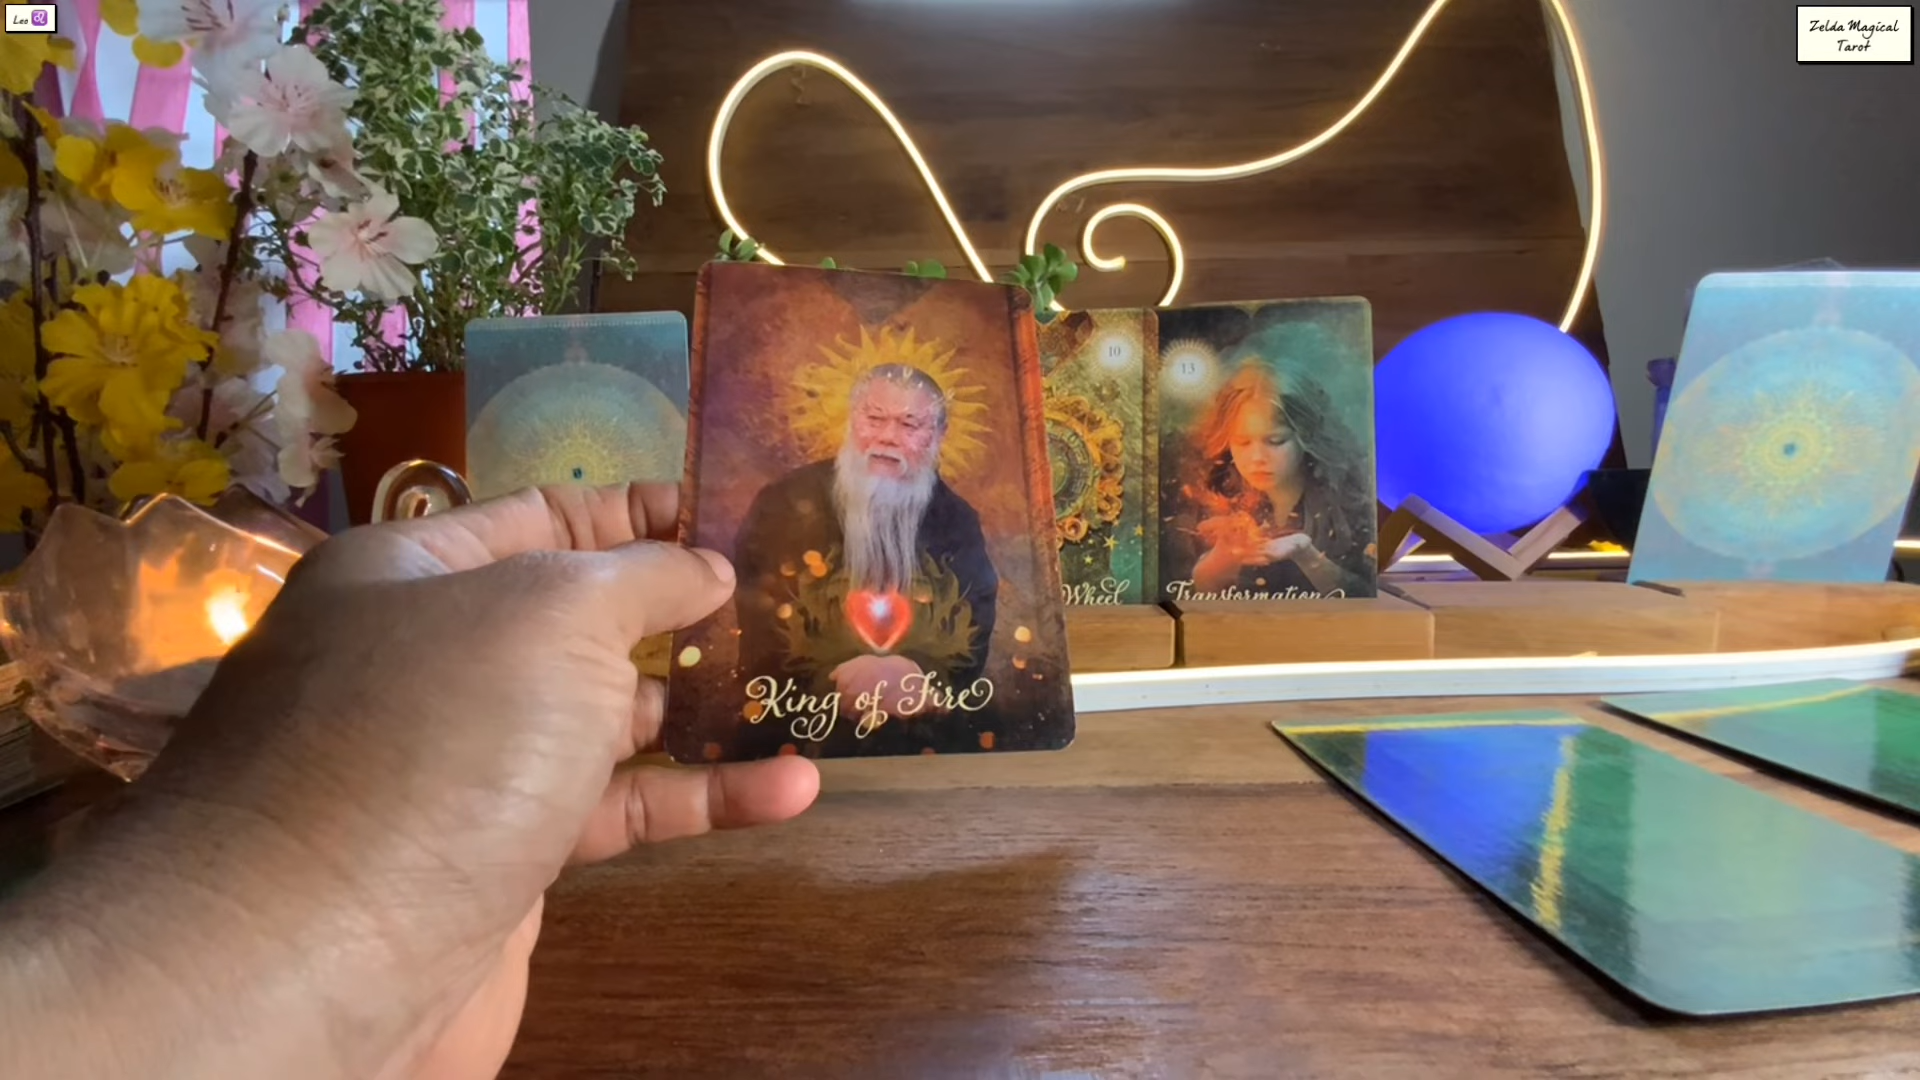 Leo ♌
Zelda Magical
Tarot
10
13
Wheel
Transformation
King of Fire